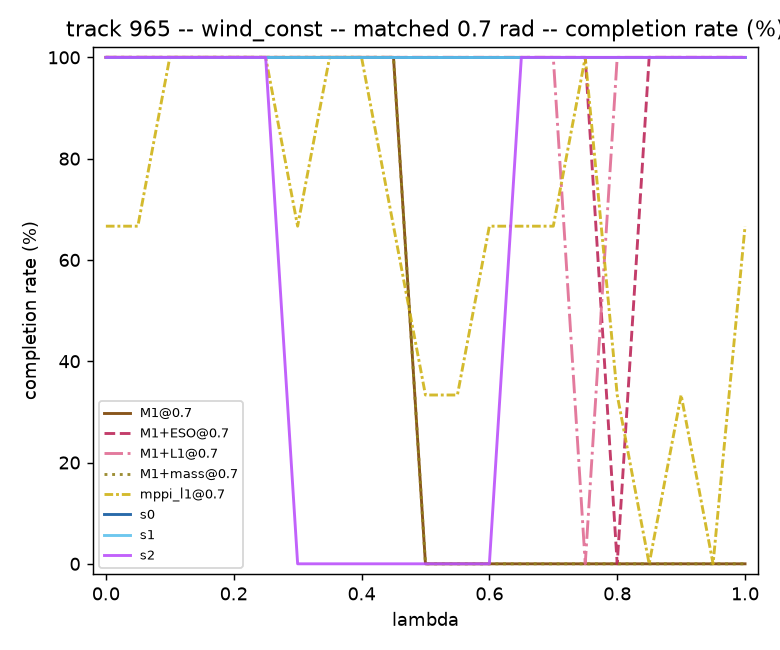 track 965 -- wind_const -- matched 0.7 rad -- completion rate (%)
100
80
60
40
20
0
completion rate (%)
M1@0.7
M1+ESO@0.7
M1+L1@0.7
M1+mass@0.7
mppi_l1@0.7
s0
s1
s2
0.0 0.2 0.4 0.6 0.8 1.0
lambda